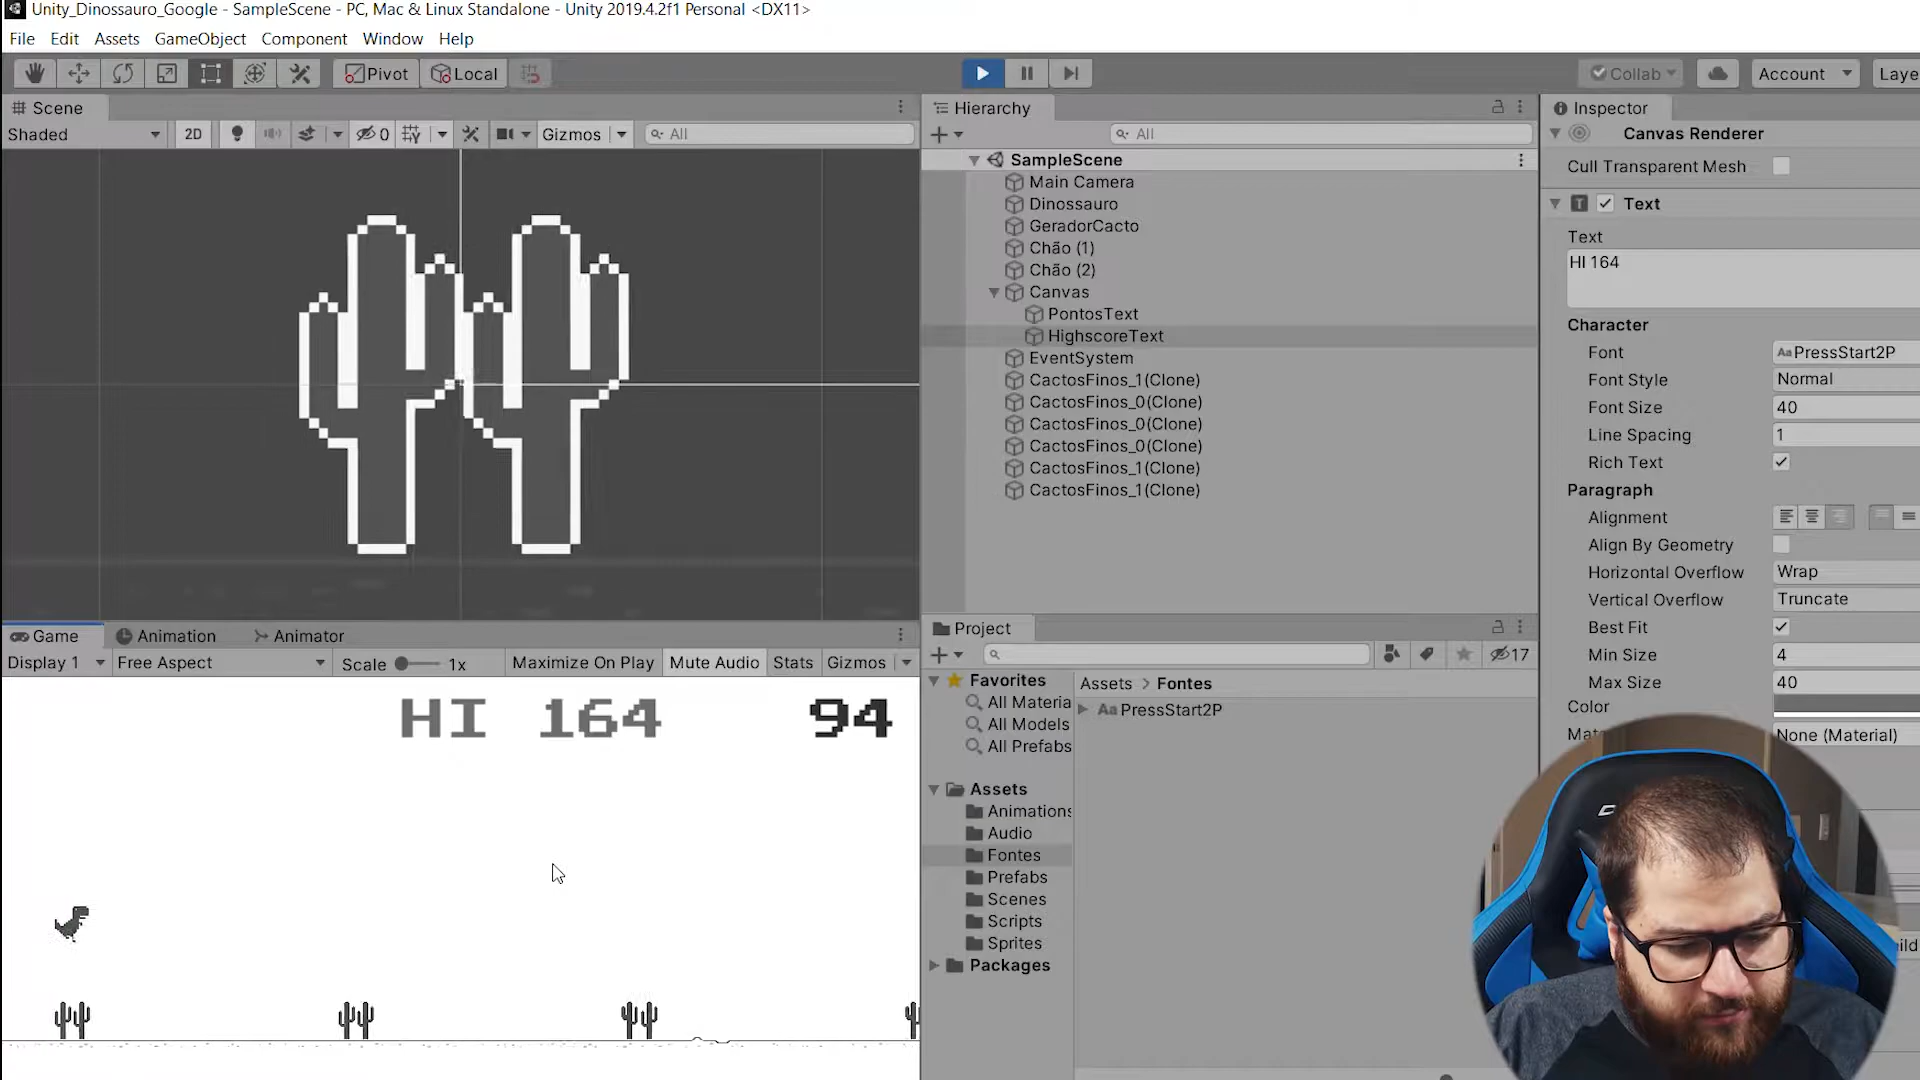 Unity_Dinossauro_Google - SampleScene - PC, Mac & Linux Standalone - Unity 2019.4.2f1 Personal <DX11>
File Edit Assets GameObject Component Window Help
Pivot Local Collab Account
Scene
Shaded 2D 0 Gizmos All
Game Animation Animator
Display 1 Free Aspect Scale 1x Maximize On Play Mute Audio Stats Gizmos
HI 164 94
Hierarchy
All
SampleScene
Main Camera
Dinossauro
GeradorCacto
Chão (1)
Chão (2)
Canvas
PontosText
HighscoreText
EventSystem
CactosFinos_1(Clone)
CactosFinos_0(Clone)
CactosFinos_0(Clone)
CactosFinos_0(Clone)
CactosFinos_1(Clone)
CactosFinos_1(Clone)
Project
17
Favorites
All Materia
All Models
All Prefabs
Assets
Animations
Audio
Fontes
Prefabs
Scenes
Scripts
Sprites
Packages
Assets > Fontes
Aa PressStart2P
Inspector
Canvas Renderer
Cull Transparent Mesh
Text
Text
HI 164
Character
Font Aa PressStart2P
Font Style Normal
Font Size 40
Line Spacing 1
Rich Text
Paragraph
Alignment
Align By Geometry
Horizontal Overflow Wrap
Vertical Overflow Truncate
Best Fit
Min Size 4
Max Size 40
Color
None (Material)